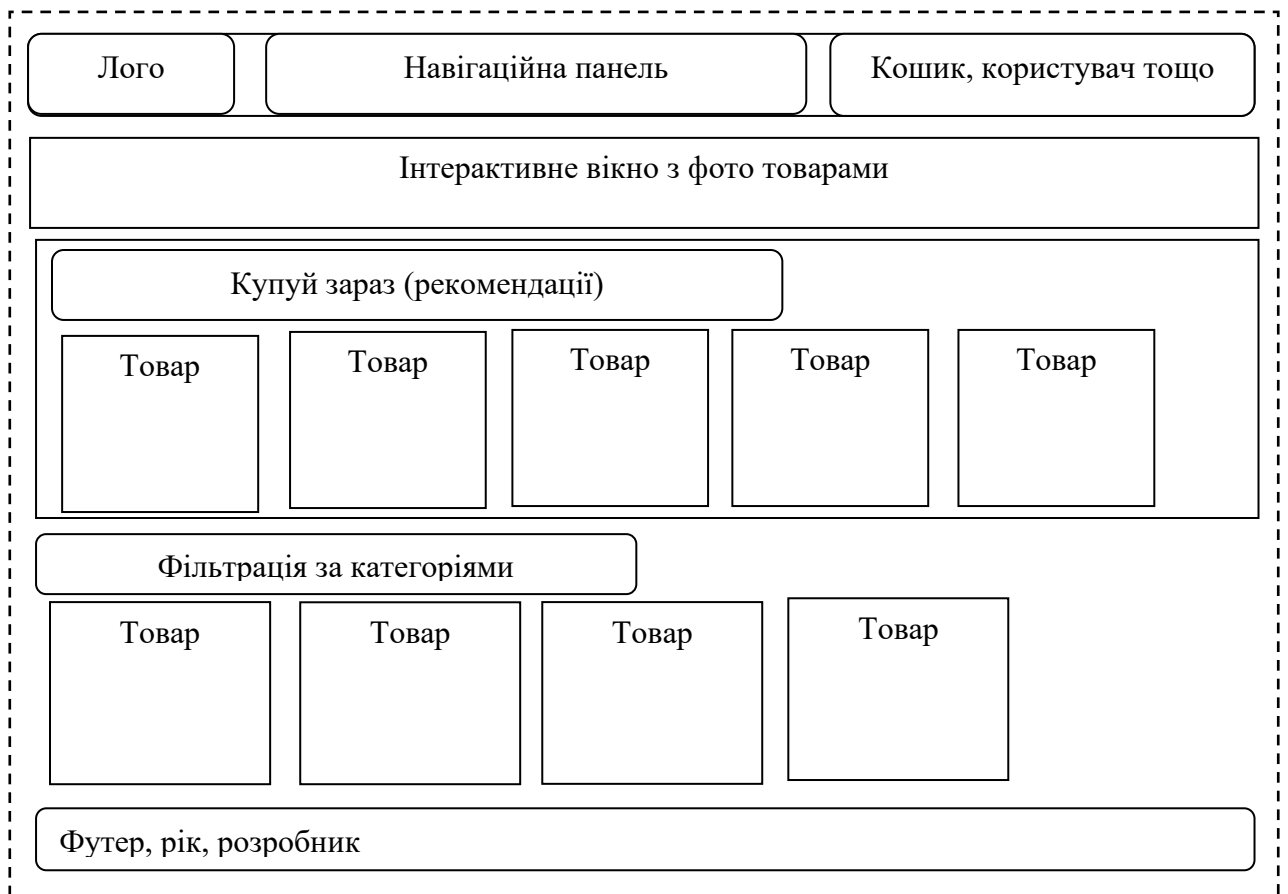 Лого
Навігаційна панель
Кошик, користувач тощо
Інтерактивне вікно з фото товарами
Купуй зараз (рекомендації)
Товар
Товар
Товар
Товар
Товар
Фільтрація за категоріями
Товар
Товар
Товар
Товар
Футер, рік, розробник